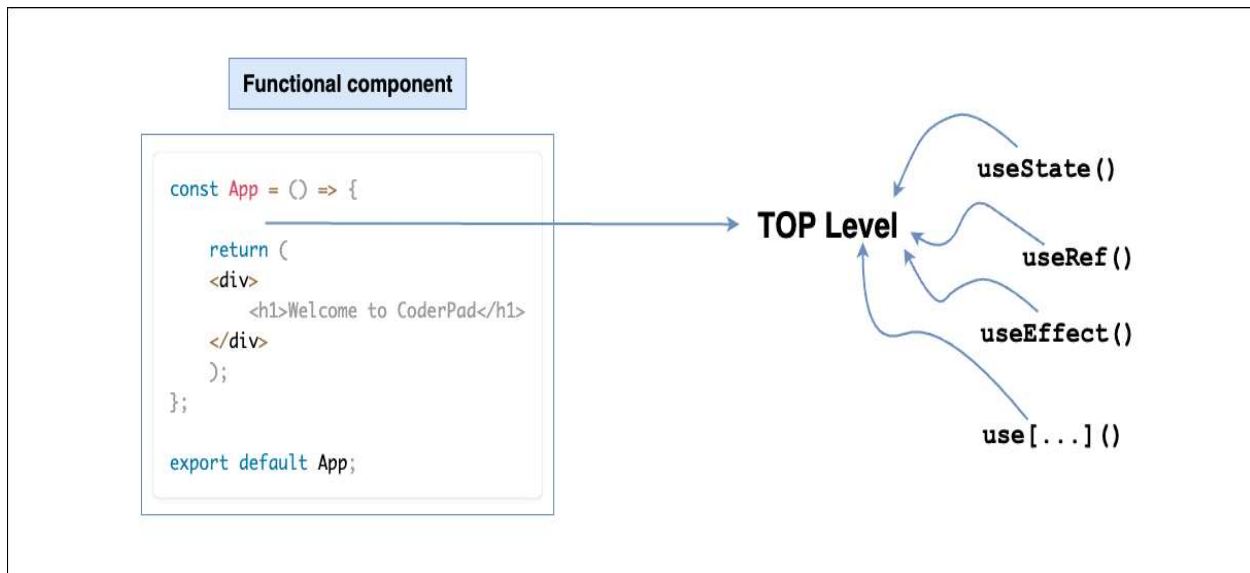 Functional component
const App = () => {
return (
<div>
<h1>Welcome to CoderPad</h1>
</div>
);
};
export default App;
TOP Level
useState()
useRef()
useEffect()
use[...]()